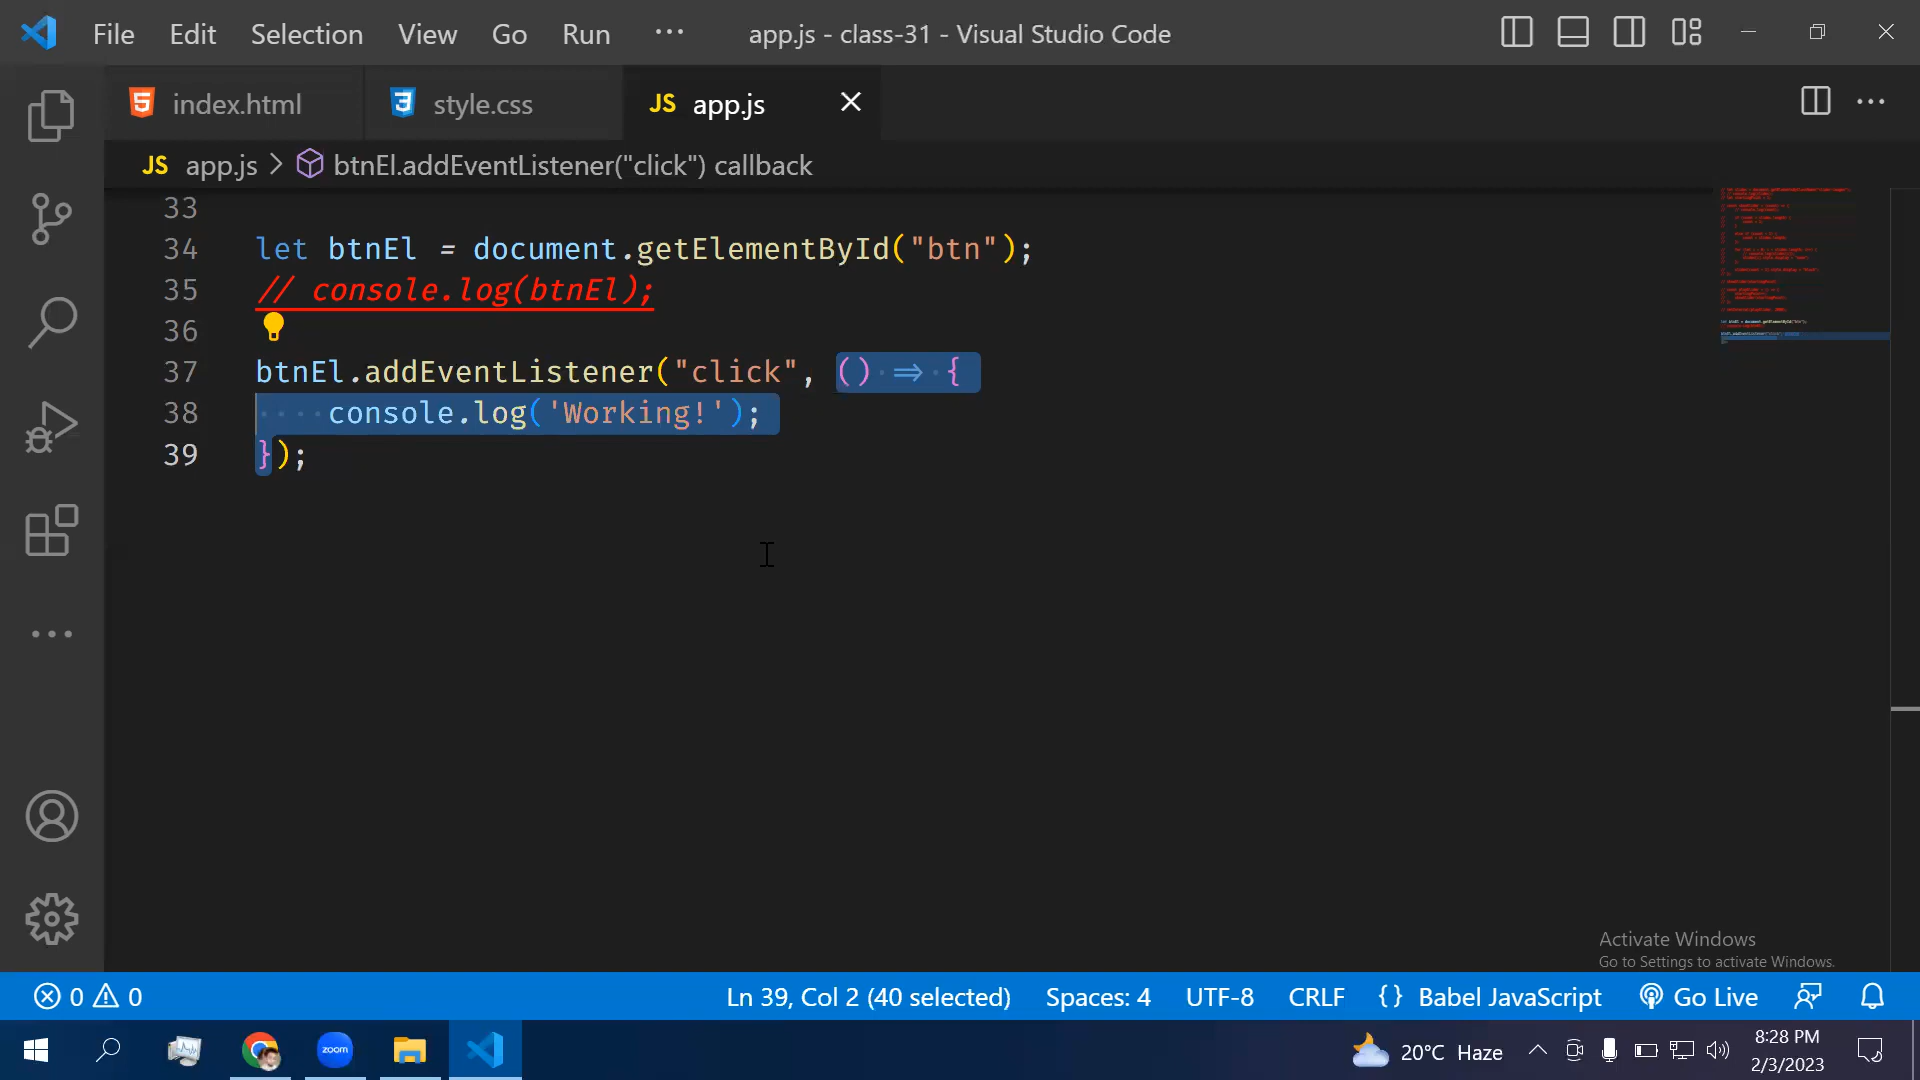 File Edit Selection View Go Run ··· app.js - class-31 - Visual Studio Code
index.html style.css JS app.js
JS app.js > btnEl.addEventListener("click") callback
33
34 let btnEl = document.getElementById("btn");
35 // console.log(btnEl);
36
37 btnEl.addEventListener("click", () => {
38 console.log('Working!');
39 });
Activate Windows
Go to Settings to activate Windows.
0 0 Ln 39, Col 2 (40 selected) Spaces: 4 UTF-8 CRLF {} Babel JavaScript Go Live
zoom 20°C Haze 8:28 PM
2/3/2023